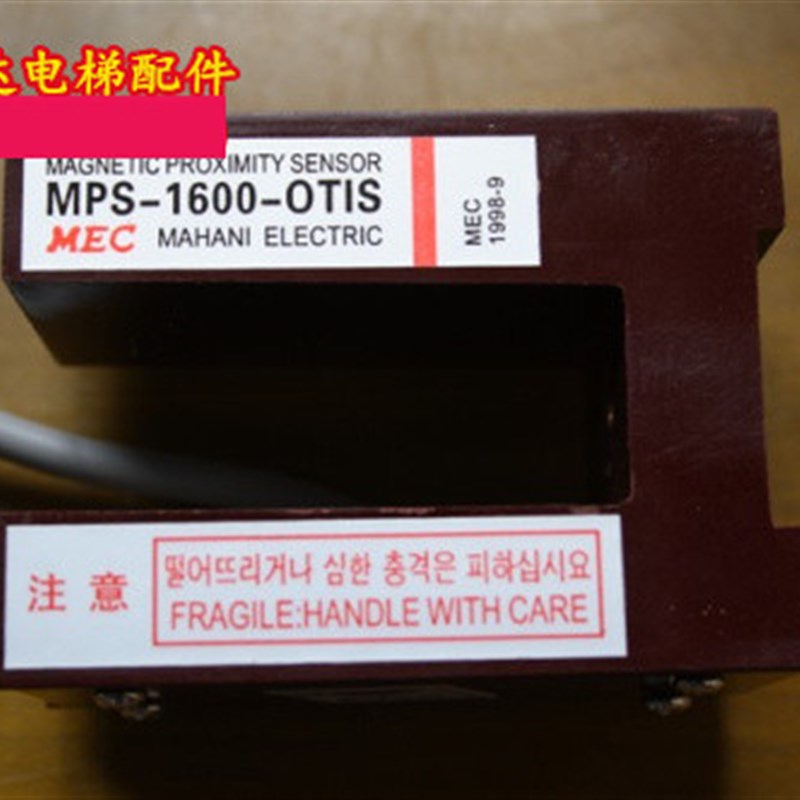 达电梯配件
MAGNETIC PROXIMITY SENSOR
MPS-1600-OTIS
MEC MAHANI ELECTRIC
MEC
1998-9
注意
떨어뜨리거나 심한 충격은 피하십시요
FRAGILE:HANDLE WITH CARE